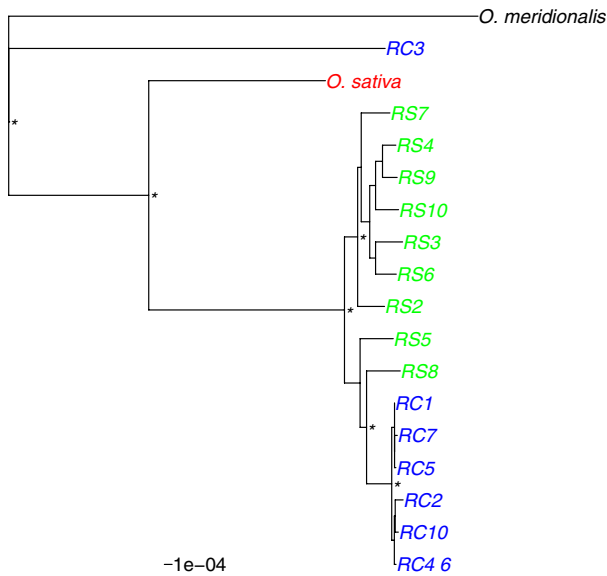 O. meridionalis
RC3
O. sativa
*
RS7
RS4
RS9
*
RS10
*
RS3
RS6
RS2
*
RS5
RS8
RC1
*
RC7
RC5
*
RC2
RC10
1e−04
RC4 6